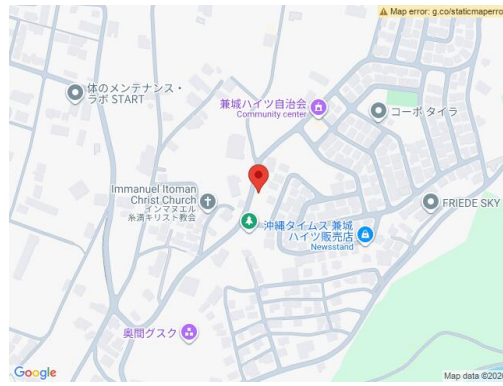 Map error: g.co/staticmaperro
体のメンテナンス・
ラボ START
兼城ハイツ自治会
Community center
コーポ タイラ
Immanuel Itoman
Christ Church
インマヌエル
糸満キリスト教会
FRIEDE SKY
沖縄タイムス 兼城
ハイツ販売店
Newsstand
奥間グスク
Google
Map data ©202